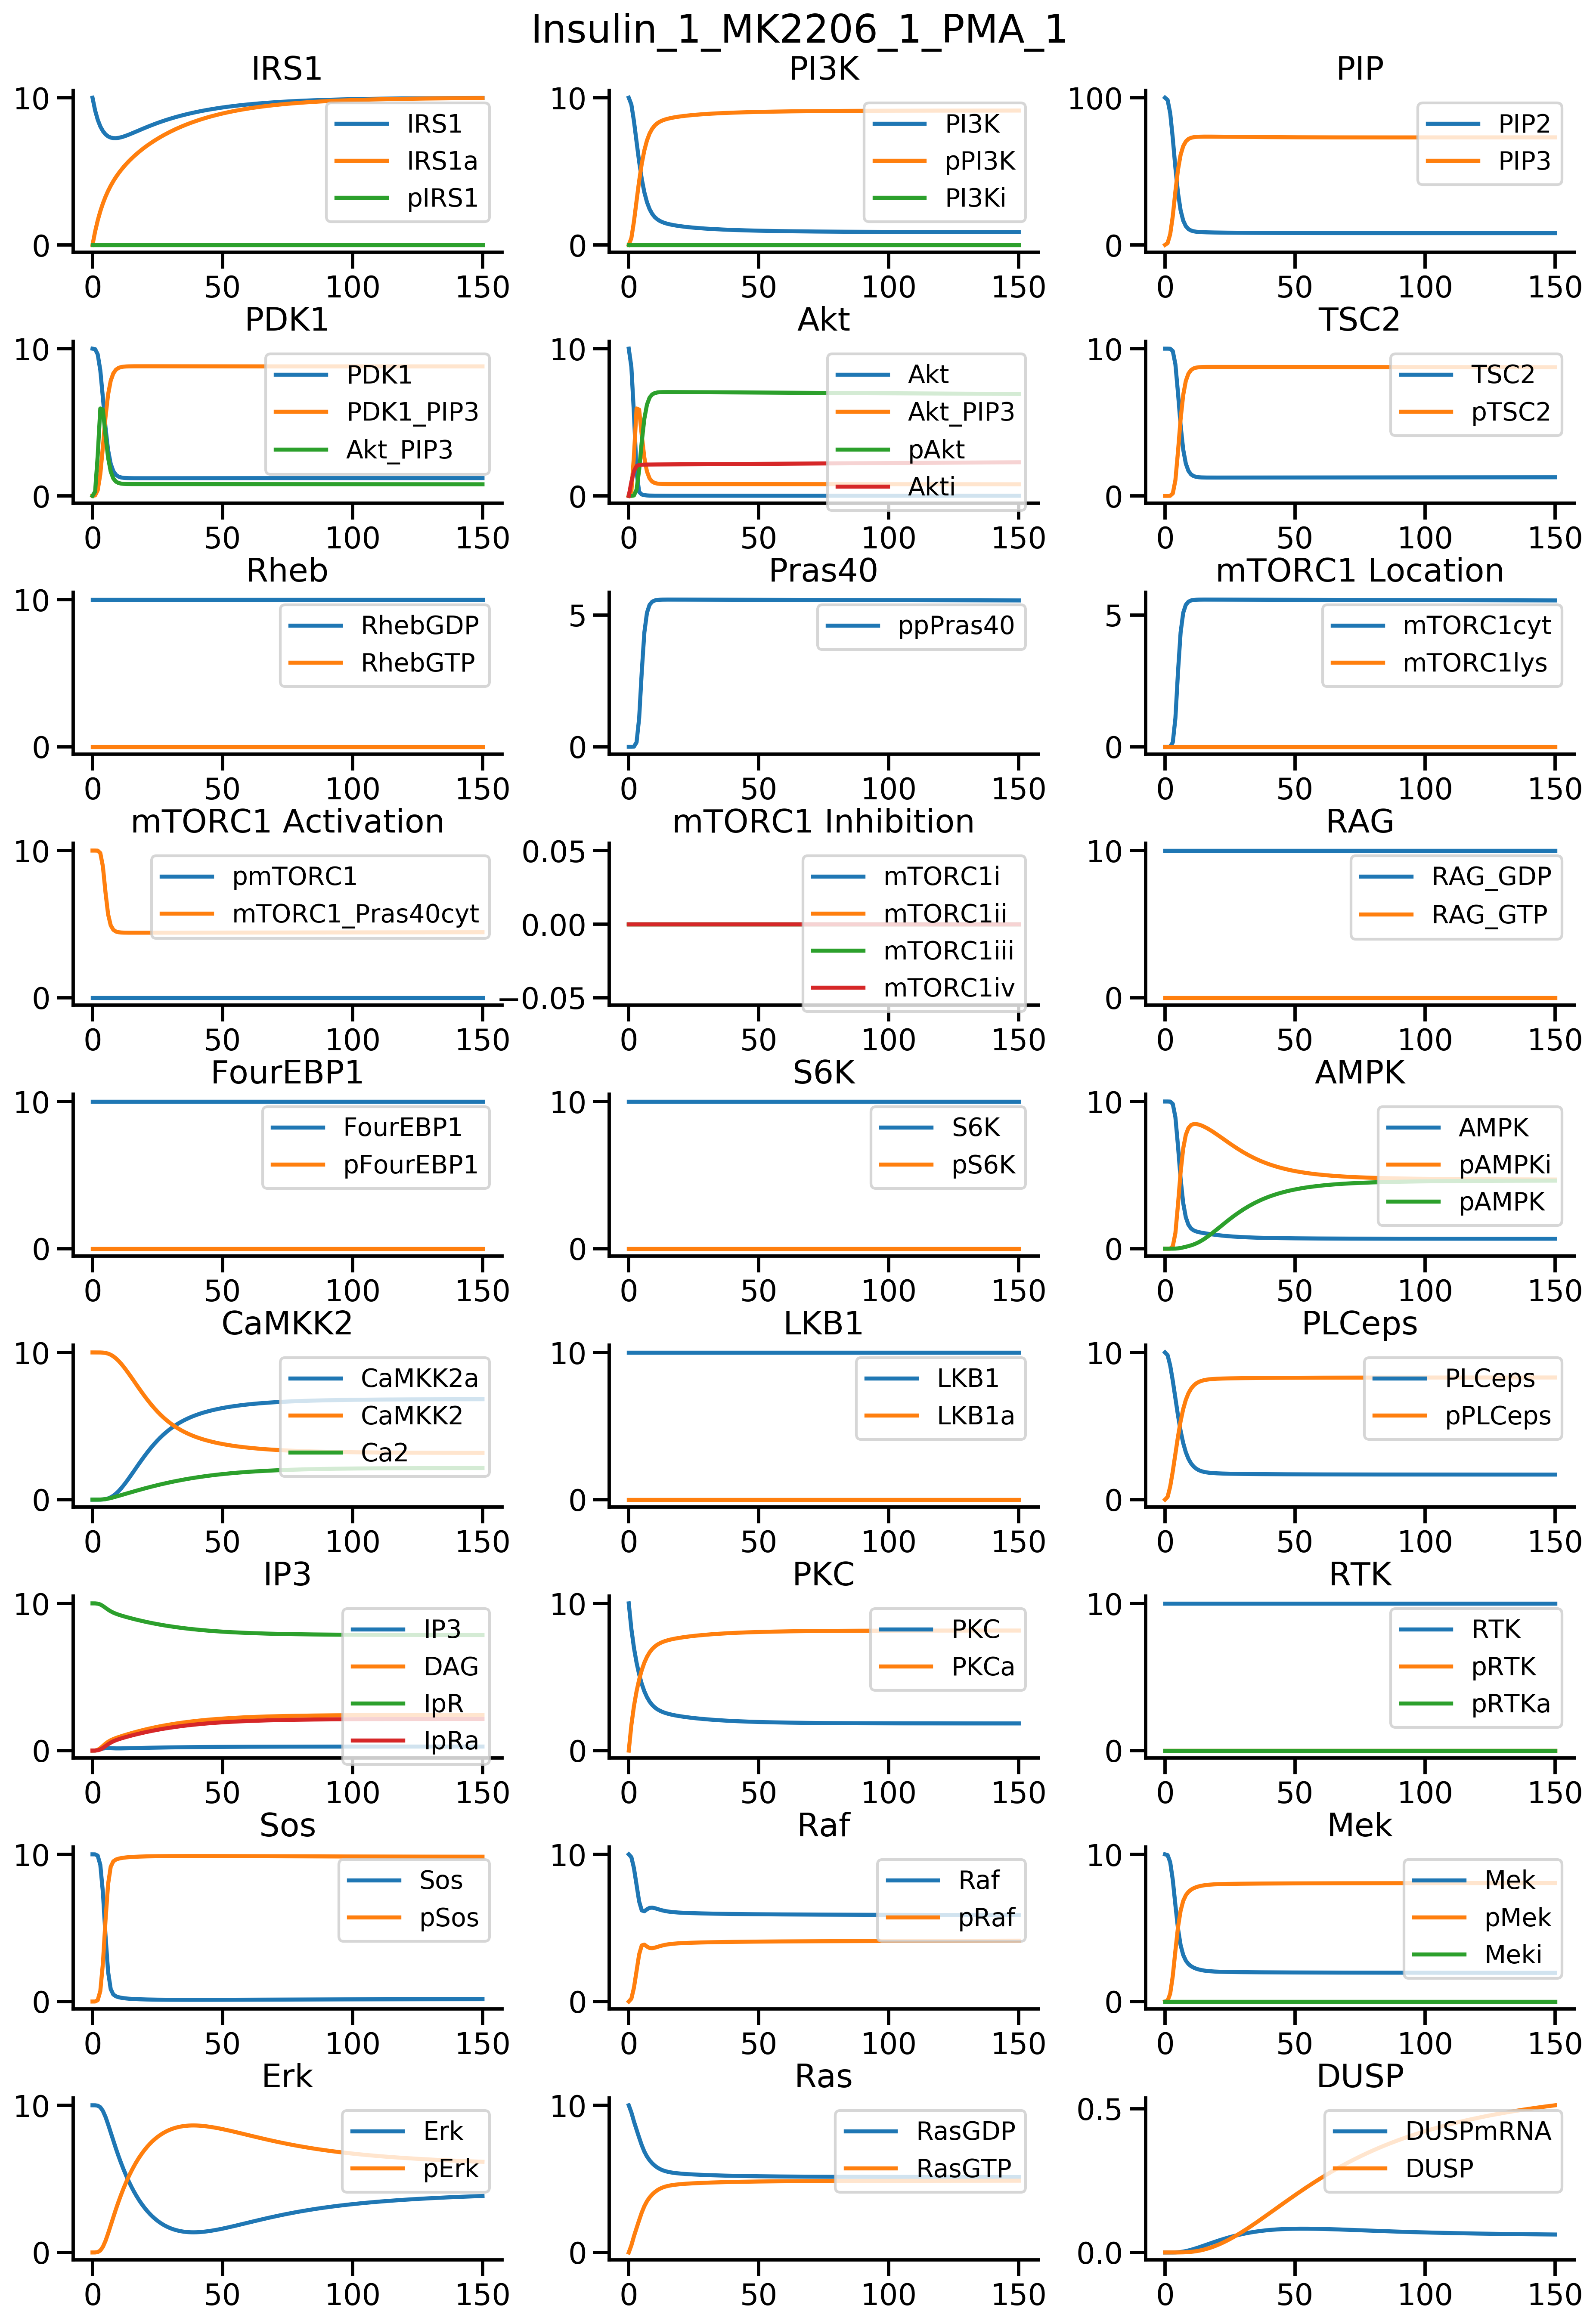 Insulin_1_MK2206_1_PMA_1
IRS1
10
0
0 50 100 150
IRS1
IRS1a
pIRS1
PI3K
10
0
0 50 100 150
PI3K
pPI3K
PI3Ki
PIP
100
0
0 50 100 150
PIP2
PIP3
PDK1
10
0
0 50 100 150
PDK1
PDK1_PIP3
Akt_PIP3
Akt
10
0
0 50 100 150
Akt
Akt_PIP3
pAkt
Akti
TSC2
10
0
0 50 100 150
TSC2
pTSC2
Rheb
10
0
0 50 100 150
RhebGDP
RhebGTP
Pras40
5
0
0 50 100 150
ppPras40
mTORC1 Location
5
0
0 50 100 150
mTORC1cyt
mTORC1lys
mTORC1 Activation
10
0
0 50 100 150
pmTORC1
mTORC1_Pras40cyt
mTORC1 Inhibition
0.05
0.00
−0.05
0 50 100 150
mTORC1i
mTORC1ii
mTORC1iii
mTORC1iv
RAG
10
0
0 50 100 150
RAG_GDP
RAG_GTP
FourEBP1
10
0
0 50 100 150
FourEBP1
pFourEBP1
S6K
10
0
0 50 100 150
S6K
pS6K
AMPK
10
0
0 50 100 150
AMPK
pAMPKi
pAMPK
CaMKK2
10
0
0 50 100 150
CaMKK2a
CaMKK2
Ca2
LKB1
10
0
0 50 100 150
LKB1
LKB1a
PLCeps
10
0
0 50 100 150
PLCeps
pPLCeps
IP3
10
0
0 50 100 150
IP3
DAG
IpR
IpRa
PKC
10
0
0 50 100 150
PKC
PKCa
RTK
10
0
0 50 100 150
RTK
pRTK
pRTKa
Sos
10
0
0 50 100 150
Sos
pSos
Raf
10
0
0 50 100 150
Raf
pRaf
Mek
10
0
0 50 100 150
Mek
pMek
Meki
Erk
10
0
0 50 100 150
Erk
pErk
Ras
10
0
0 50 100 150
RasGDP
RasGTP
DUSP
0.5
0.0
0 50 100 150
DUSPmRNA
DUSP